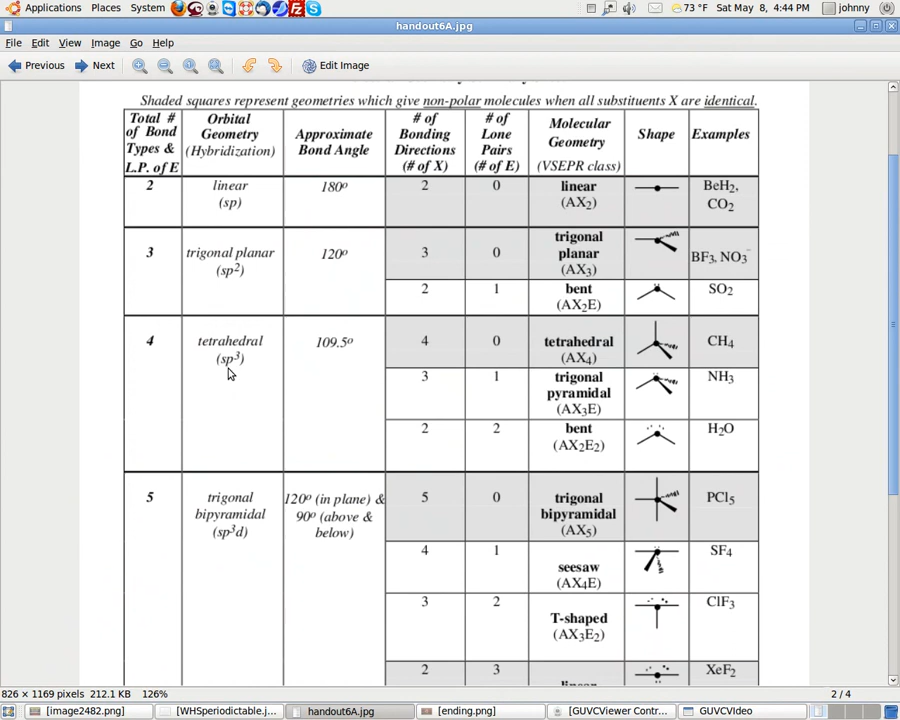 Applications Places System 73 °F Sat May 8, 4:44 PM johnny
handout6A.jpg
File Edit View Image Go Help
Previous Next Edit Image
Shaded squares represent geometries which give non-polar molecules when all substituents X are identical.
Total # of Bond Types & L.P. of E
Orbital Geometry (Hybridization)
Approximate Bond Angle
# of Bonding Directions (# of X)
# of Lone Pairs (# of E)
Molecular Geometry (VSEPR class)
Shape
Examples
2 linear (sp) 180º 2 0 linear (AX2) BeH2, CO2
3 trigonal planar (sp2) 120º 3 0 trigonal planar (AX3) BF3, NO3-
2 1 bent (AX2E) SO2
4 tetrahedral (sp3) 109.5º 4 0 tetrahedral (AX4) CH4
3 1 trigonal pyramidal (AX3E) NH3
2 2 bent (AX2E2) H2O
5 trigonal bipyramidal (sp3d) 120º (in plane) & 90º (above & below) 5 0 trigonal bipyramidal (AX5) PCl5
4 1 seesaw (AX4E) SF4
3 2 T-shaped (AX3E2) ClF3
2 3 linear XeF2
826 × 1169 pixels 212.1 KB 126% 2 / 4
[image2482.png] [WHSperiodictable.j... handout6A.jpg [ending.png] [GUVCViewer Contr... GUVCVideo